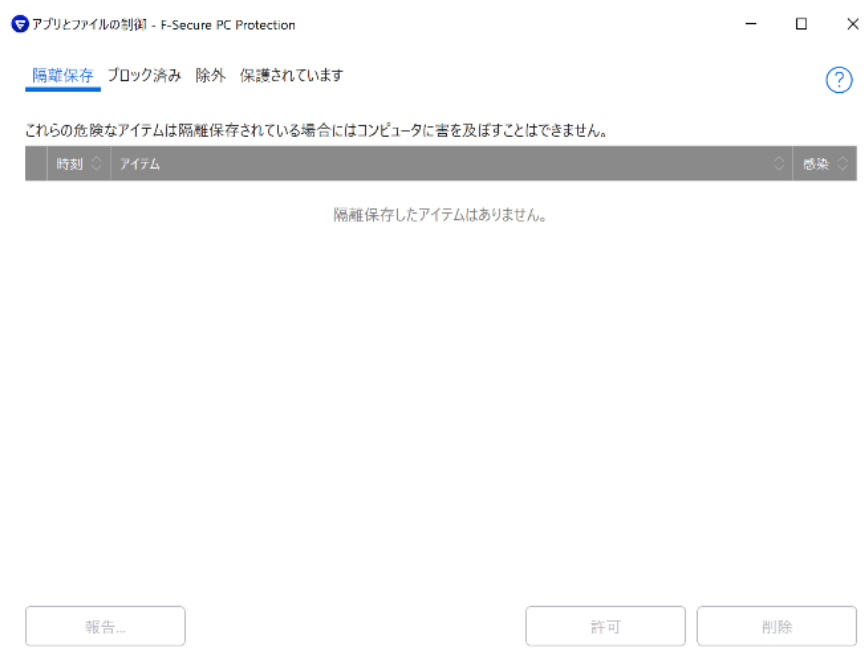 アプリとファイルの制御 - F-Secure PC Protection
隔離保存 ブロック済み 除外 保護されています
?
これらの危険なアイテムは隔離保存されている場合にはコンピュータに害を及ぼすことはできません。
時刻 アイテム 感染
隔離保存したアイテムはありません。
報告... 許可 削除